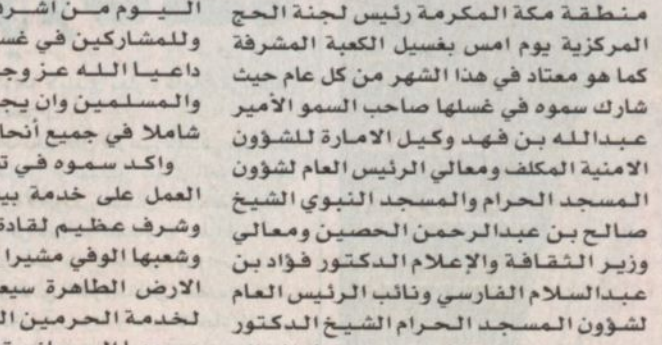 منطقة مكة المكرمة رئيس لجنة الحج
المركزية يوم امس بغسيل الكعبة المشرفة
كما هو معتاد في هذا الشهر من كل عام حيث
شارك سموه في غسلها صاحب السمو الأمير
عبدالله بن فهد وكيل الامارة للشؤون
الامنية المكلف ومعالي الرئيس العام لشؤون
المسجد الحرام والمسجد النبوي الشيخ
صالح بن عبدالرحمن الحصين ومعالي
وزير الثقافة والإعلام الدكتور فؤاد بن
عبدالسلام الفارسي ونائب الرئيس العام
لشؤون المسجد الحرام الشيخ الدكتور
اليوم من اشرف
وللمشاركين في غس
داعيا الله عز وج
والمسلمين وان يج
شاملا في جميع أنحا
واكد سموه في ت
العمل على خدمة بي
وشرف عظيم لقادة
وشعبها الوفي مشيرا
الارض الطاهرة سيع
لخدمة الحرمين ال